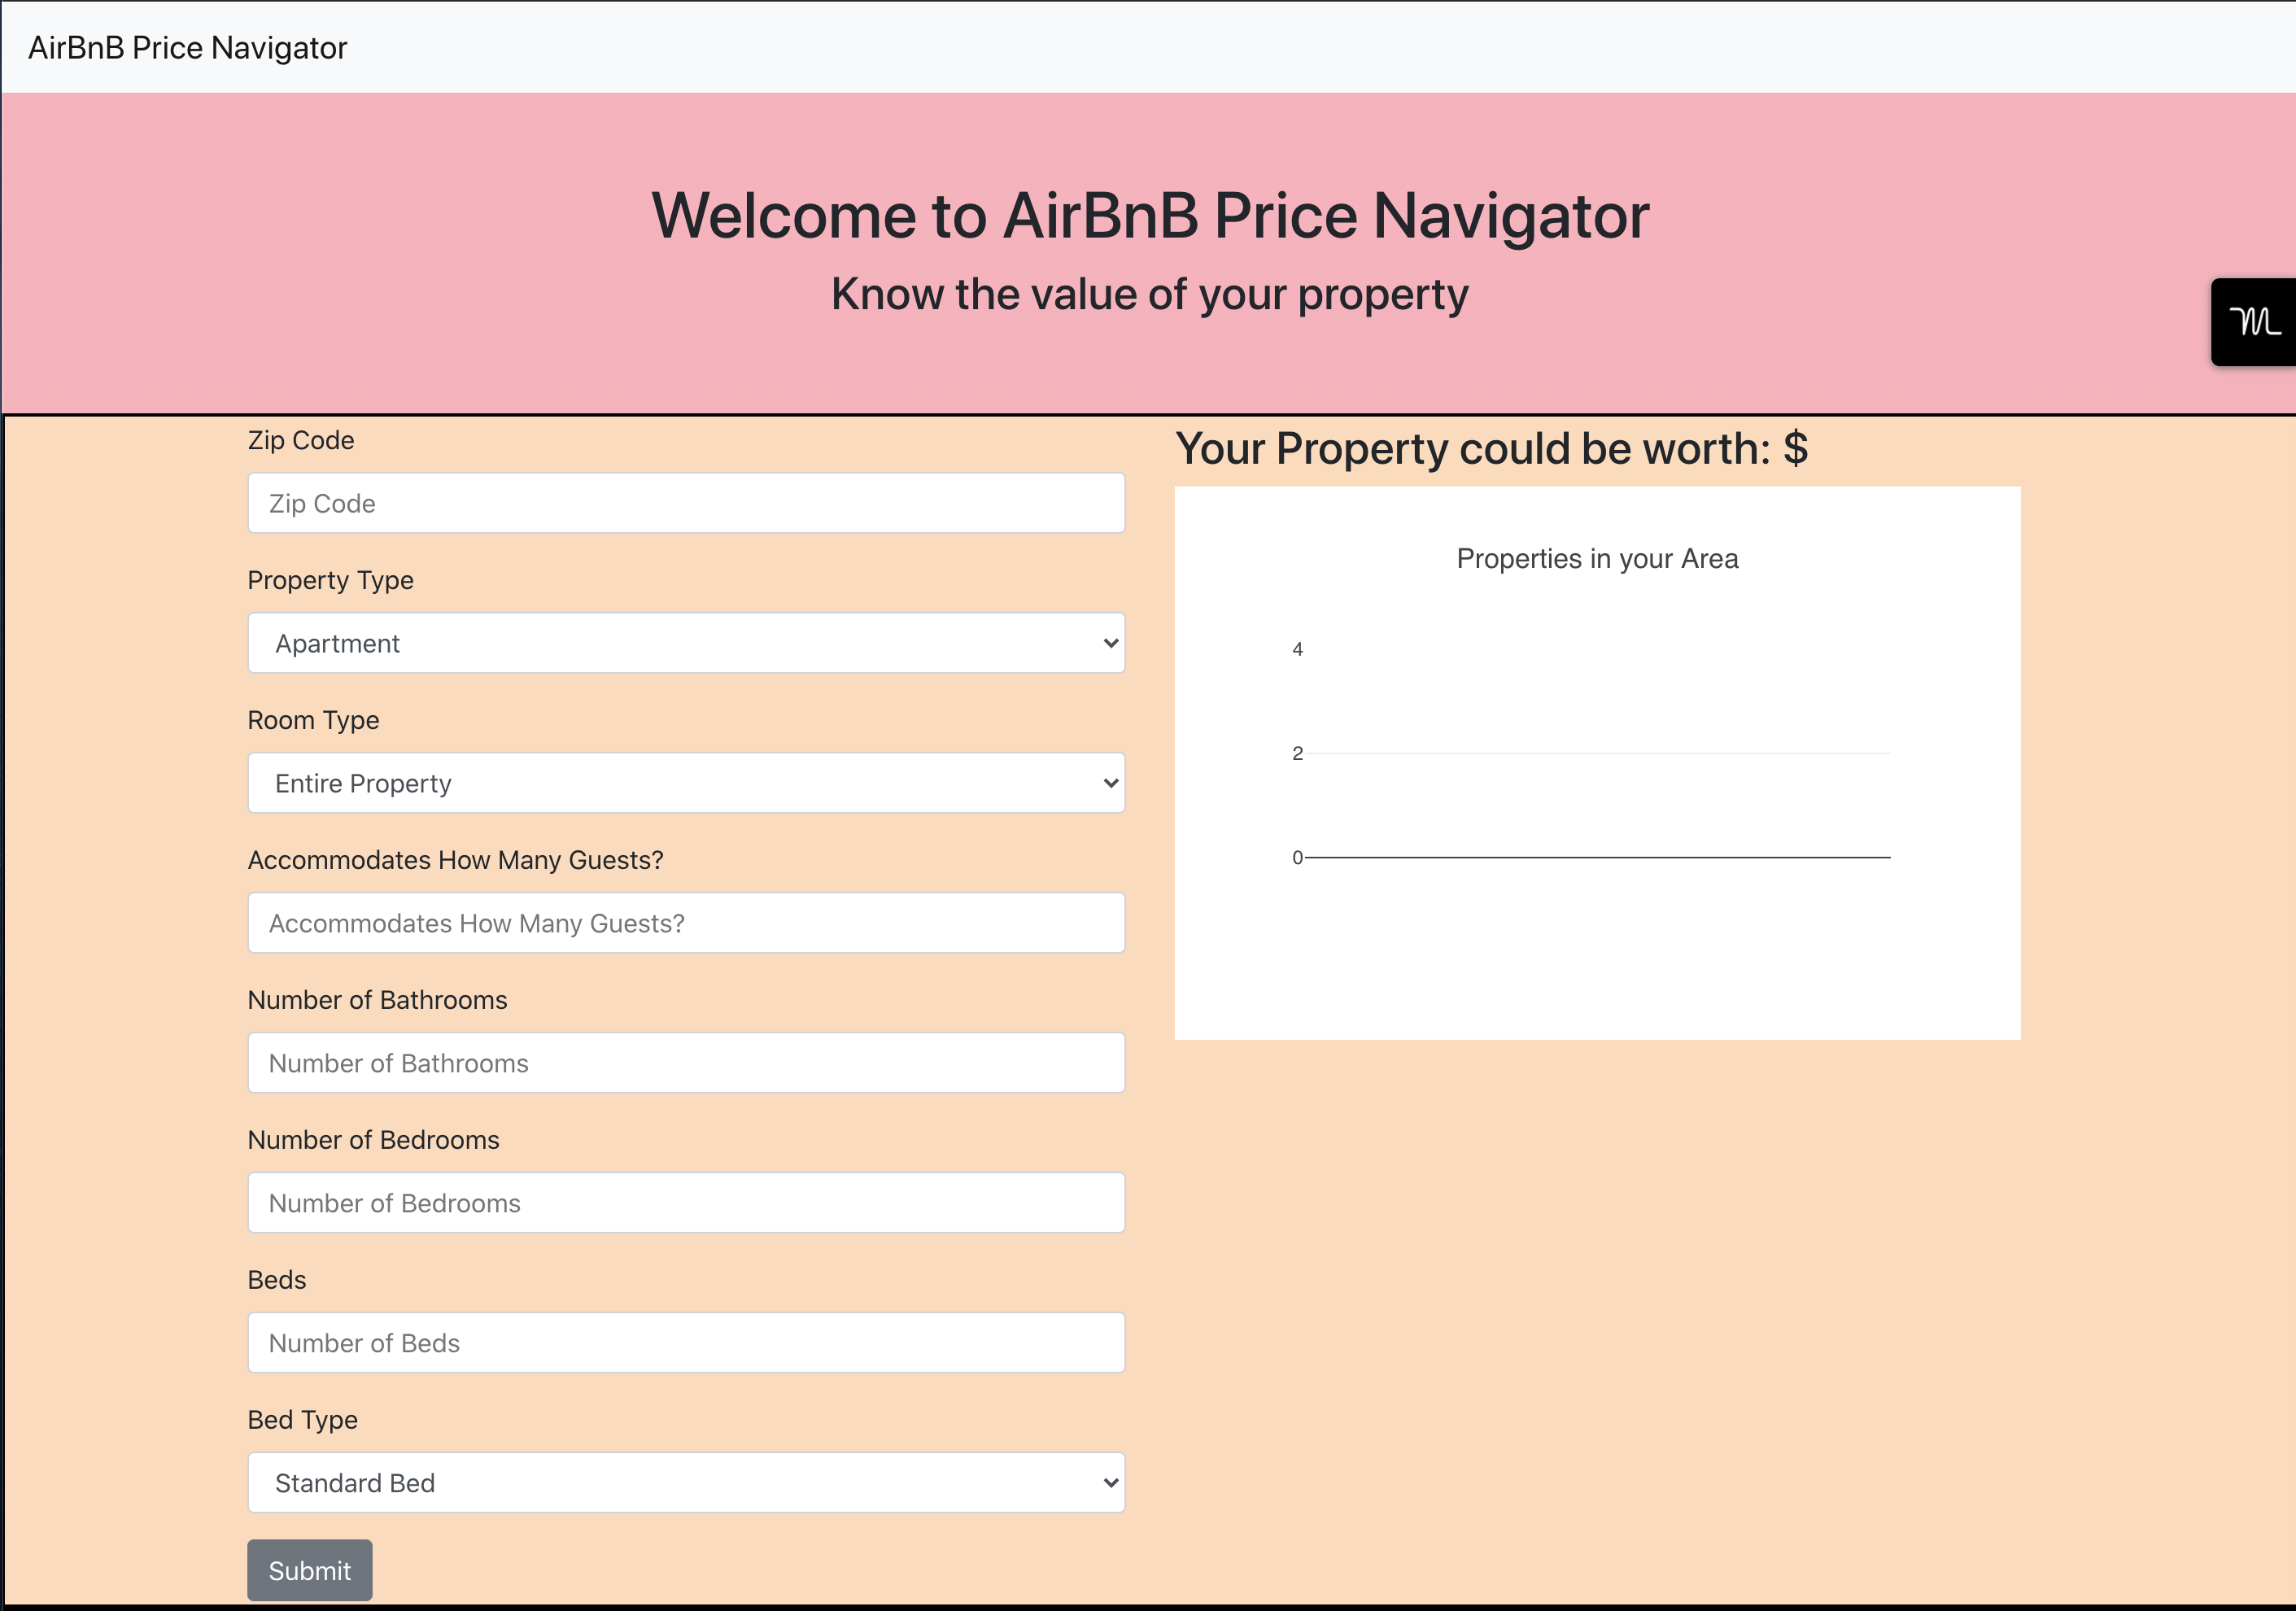 AirBnB Price Navigator
Welcome to AirBnB Price Navigator
Know the value of your property
Zip Code
Zip Code
Property Type
Apartment
Room Type
Entire Property
Accommodates How Many Guests?
Accommodates How Many Guests?
Number of Bathrooms
Number of Bathrooms
Number of Bedrooms
Number of Bedrooms
Beds
Number of Beds
Bed Type
Standard Bed
Submit
Your Property could be worth: $
Properties in your Area
4
2
0